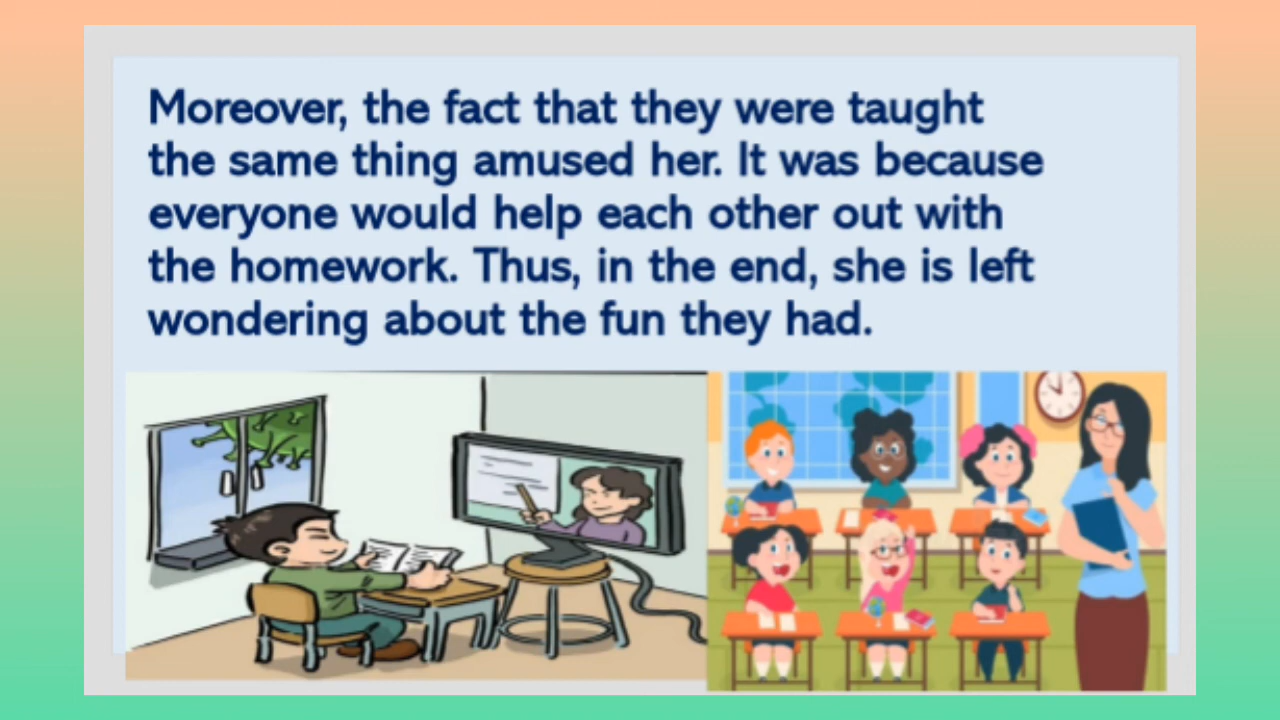 Moreover, the fact that they were taught
the same thing amused her. It was because
everyone would help each other out with
the homework. Thus, in the end, she is left
wondering about the fun they had.